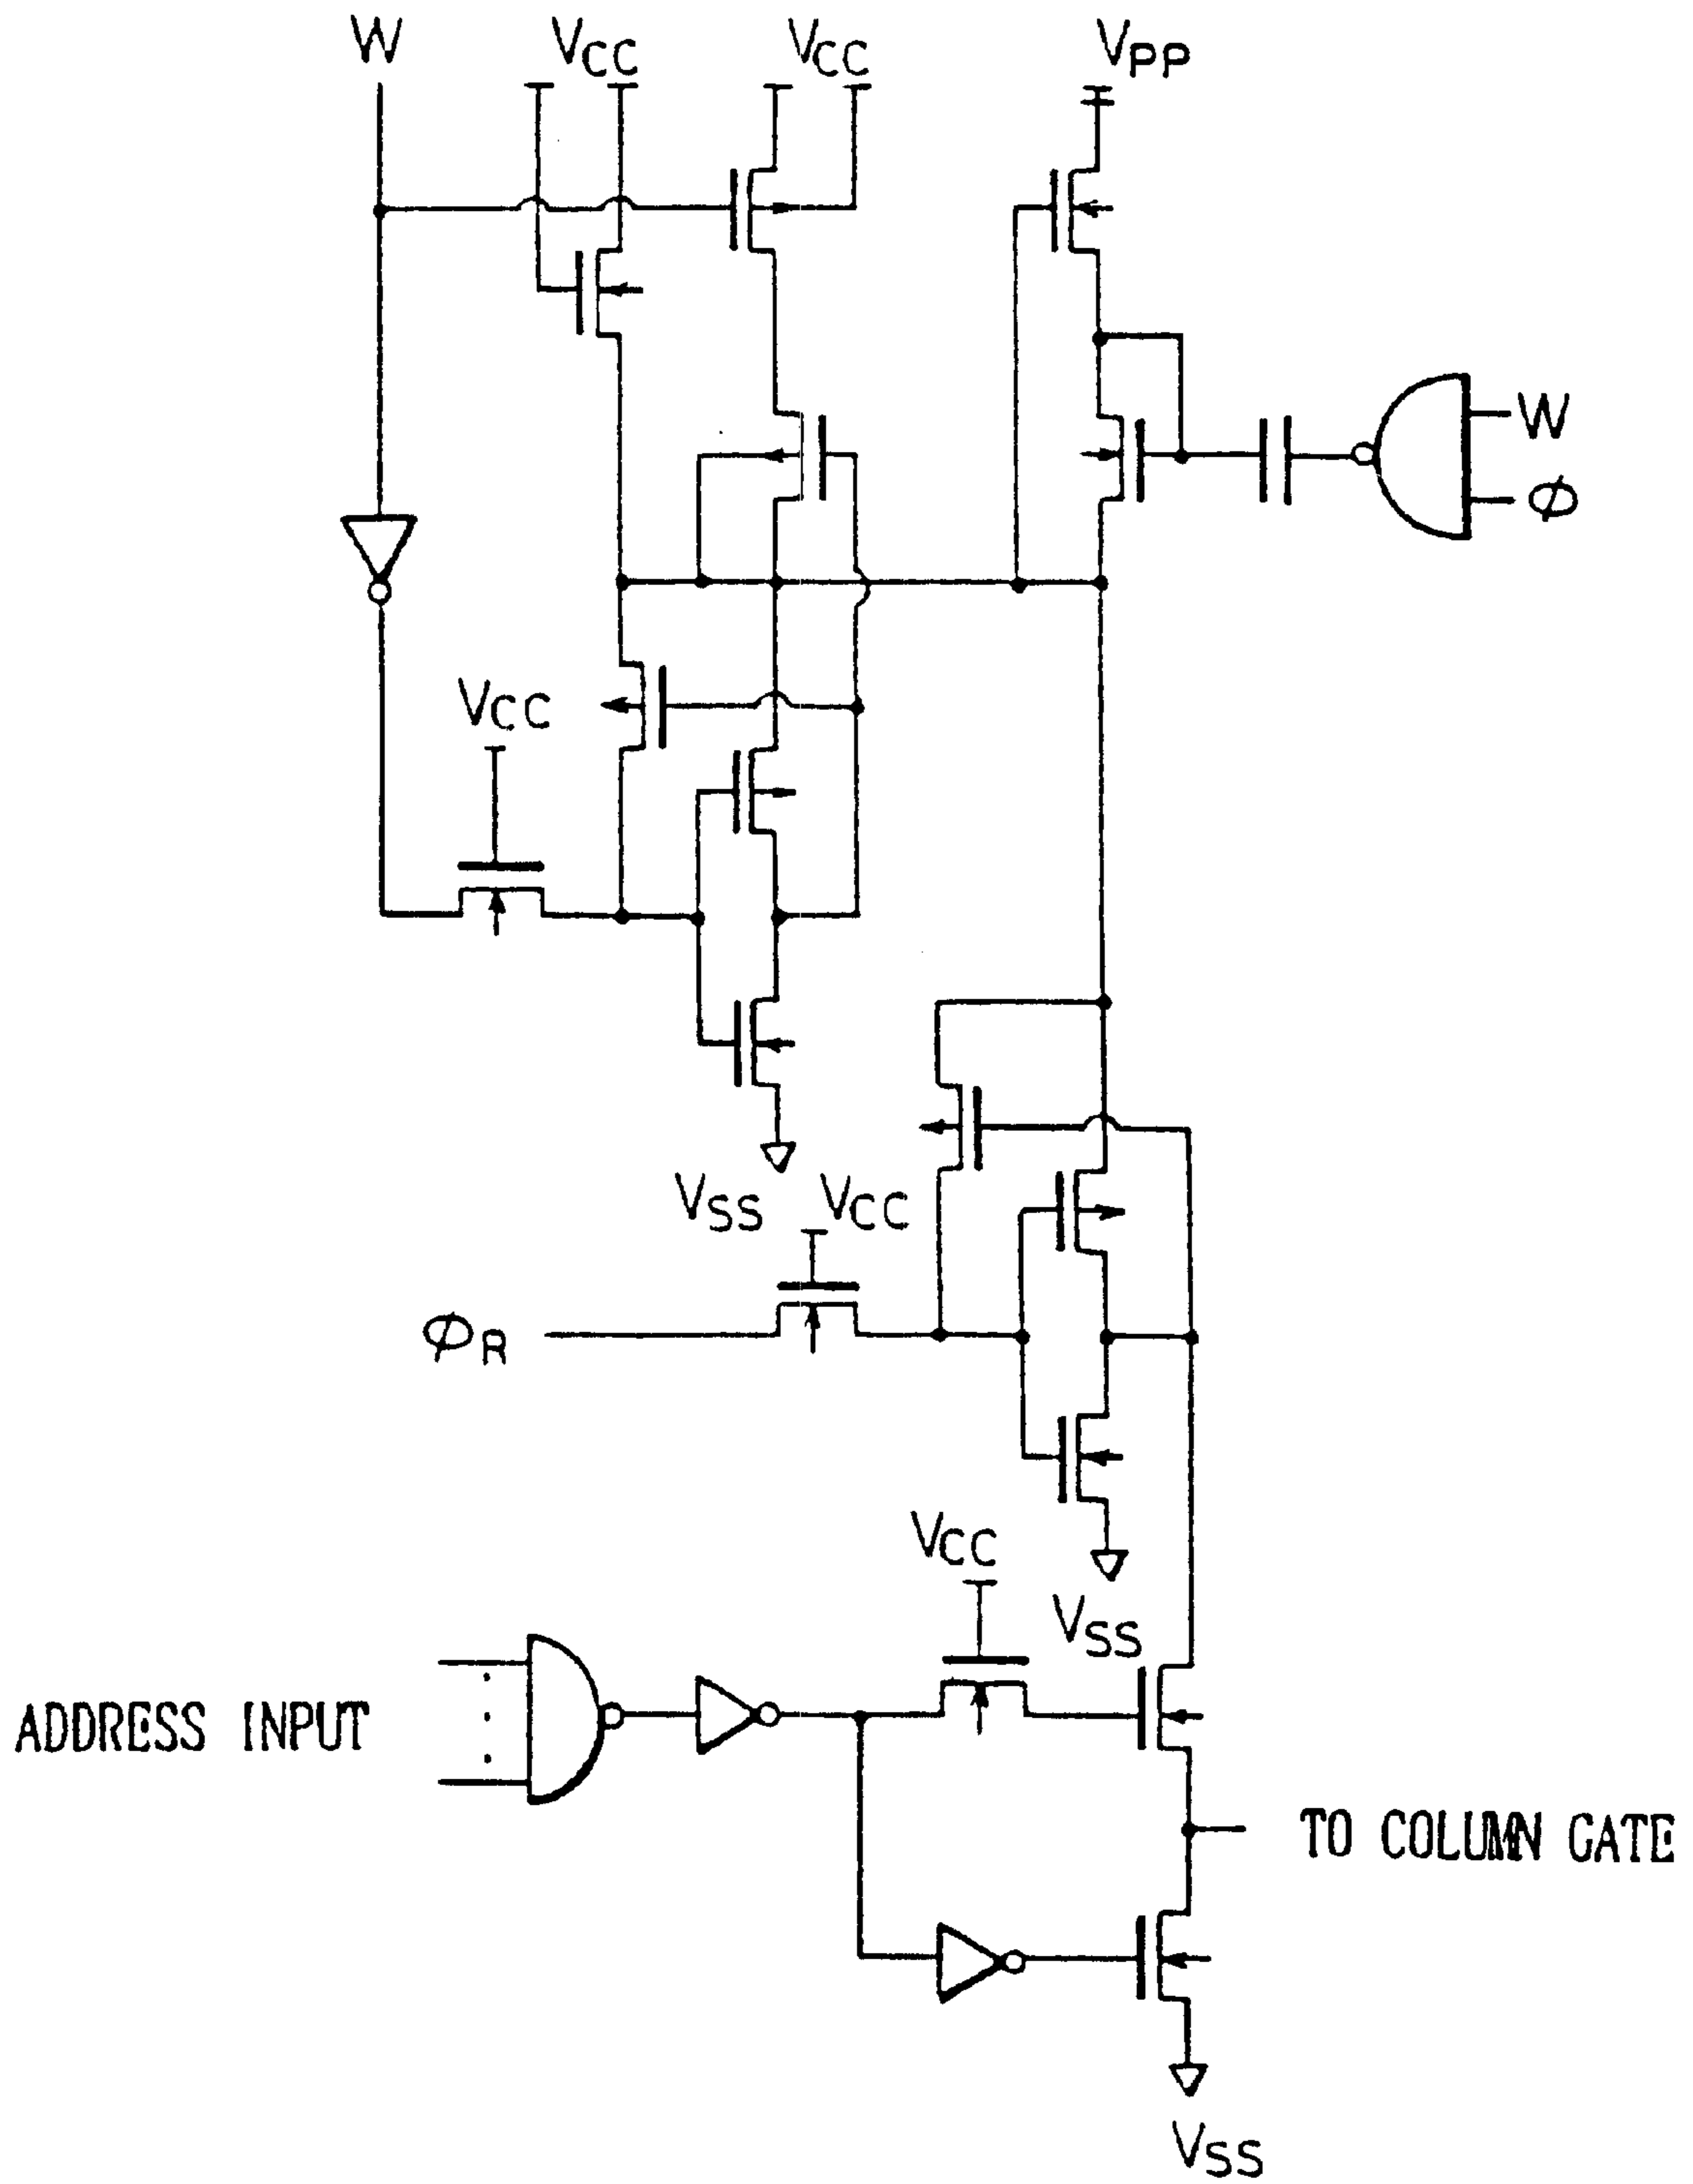 W
VCC
VCC
VPP
W
φ
VCC
VSS
VCC
φR
VCC
VSS
ADDRESS INPUT
TO COLUMN GATE
VSS